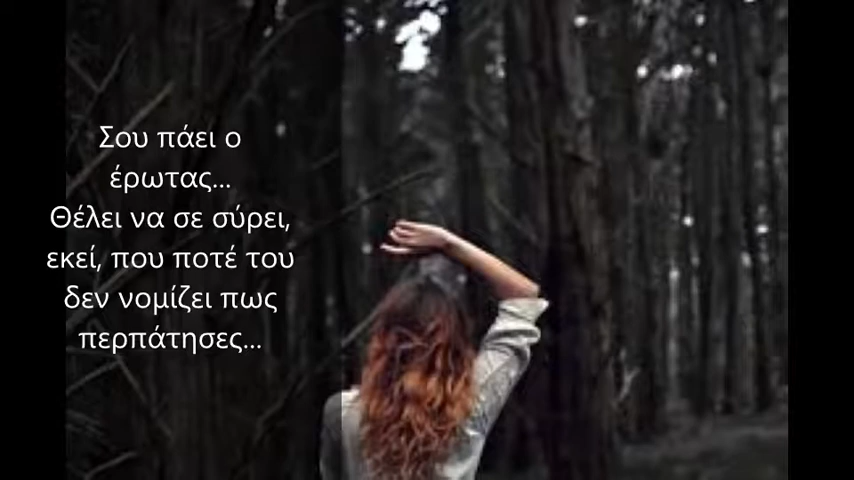 Σου πάει ο
έρωτας...
Θέλει να σε σύρει,
εκεί, που ποτέ του
δεν νομίζει πως
περπάτησες...